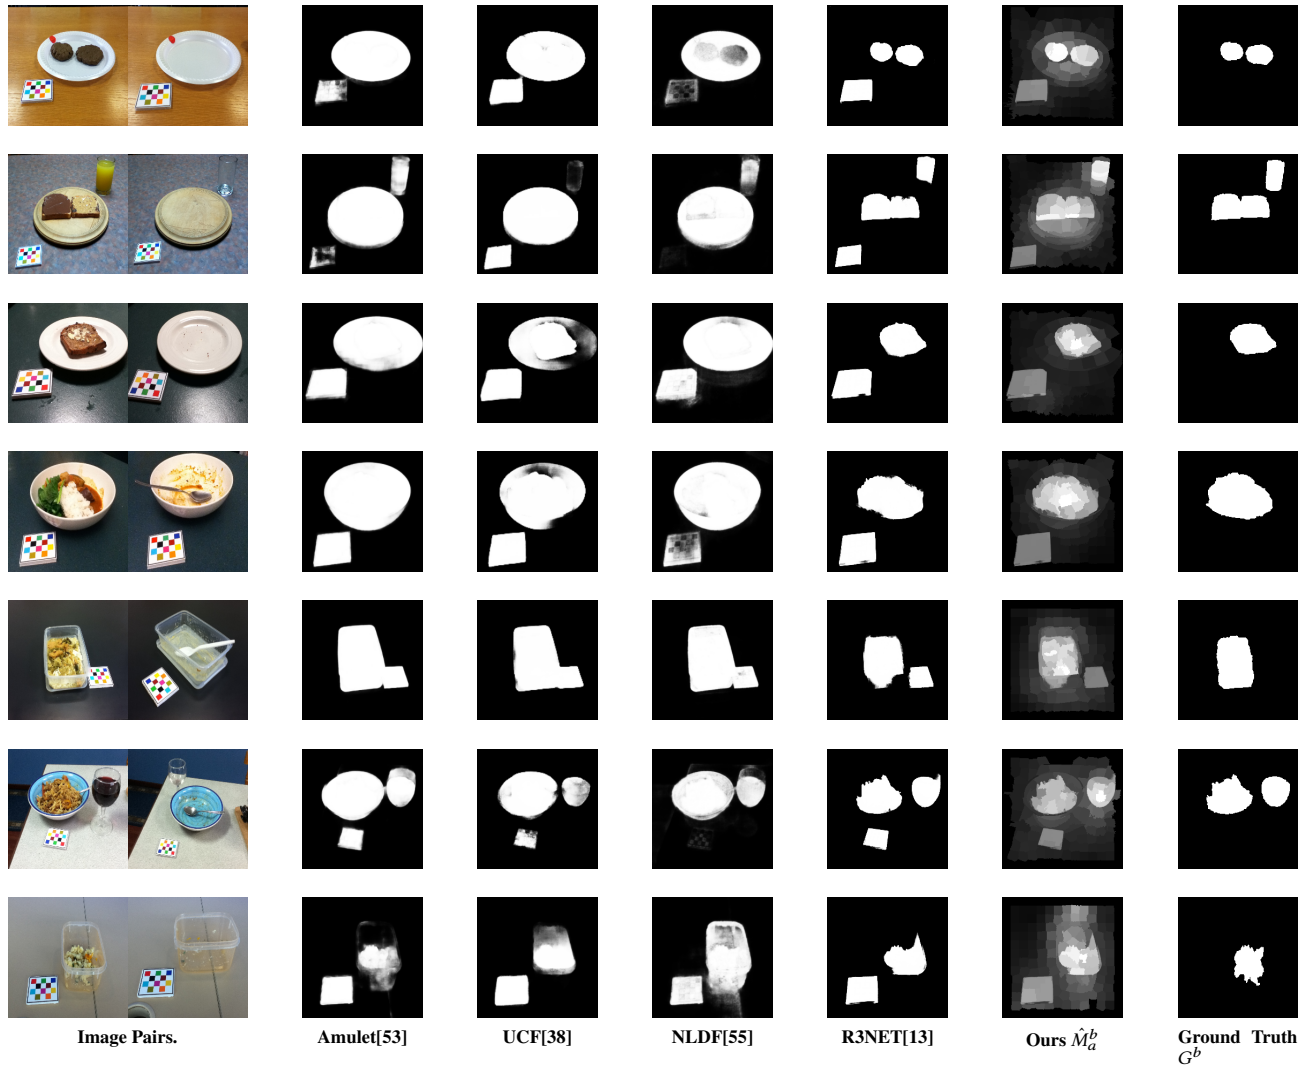 Image Pairs.
Amulet[53]
UCF[38]
NLDF[55]
R3NET[13]
Ours $\hat{M}_a^b$
Ground Truth
$G^b$